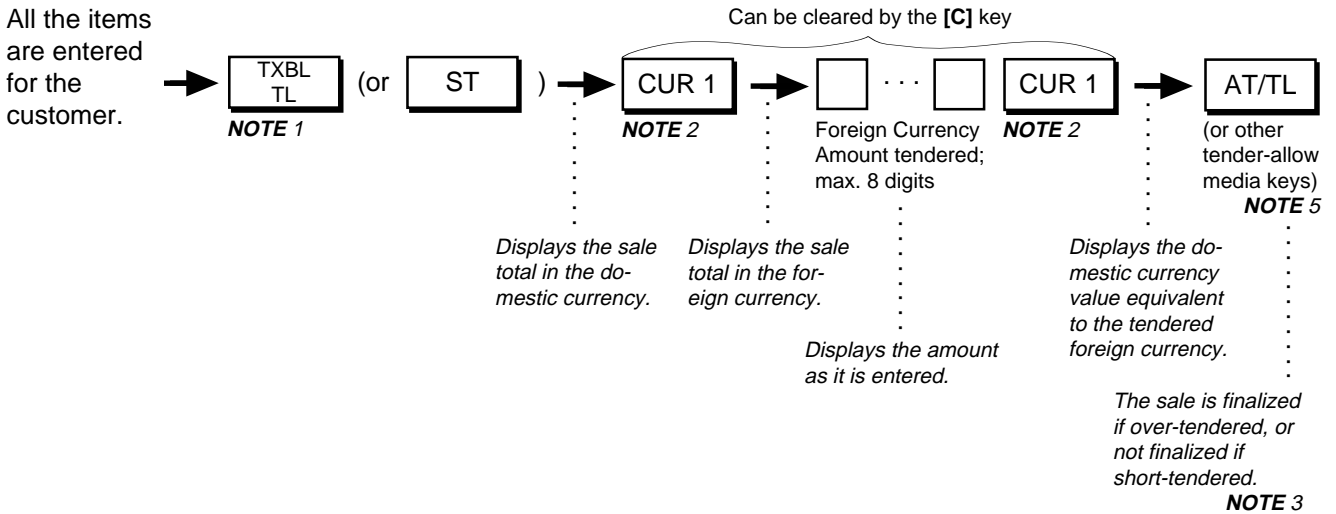 All the items
are entered
for the
customer.
Can be cleared by the [C] key
TXBL
TL
NOTE 1
(or
ST
)
CUR 1
NOTE 2
. . .
Foreign Currency
Amount tendered;
max. 8 digits
CUR 1
NOTE 2
AT/TL
(or other
tender-allow
media keys)
NOTE 5
Displays the sale
total in the do-
mestic currency.
Displays the sale
total in the for-
eign currency.
Displays the amount
as it is entered.
Displays the do-
mestic currency
value equivalent
to the tendered
foreign currency.
The sale is finalized
if over-tendered, or
not finalized if
short-tendered.
NOTE 3